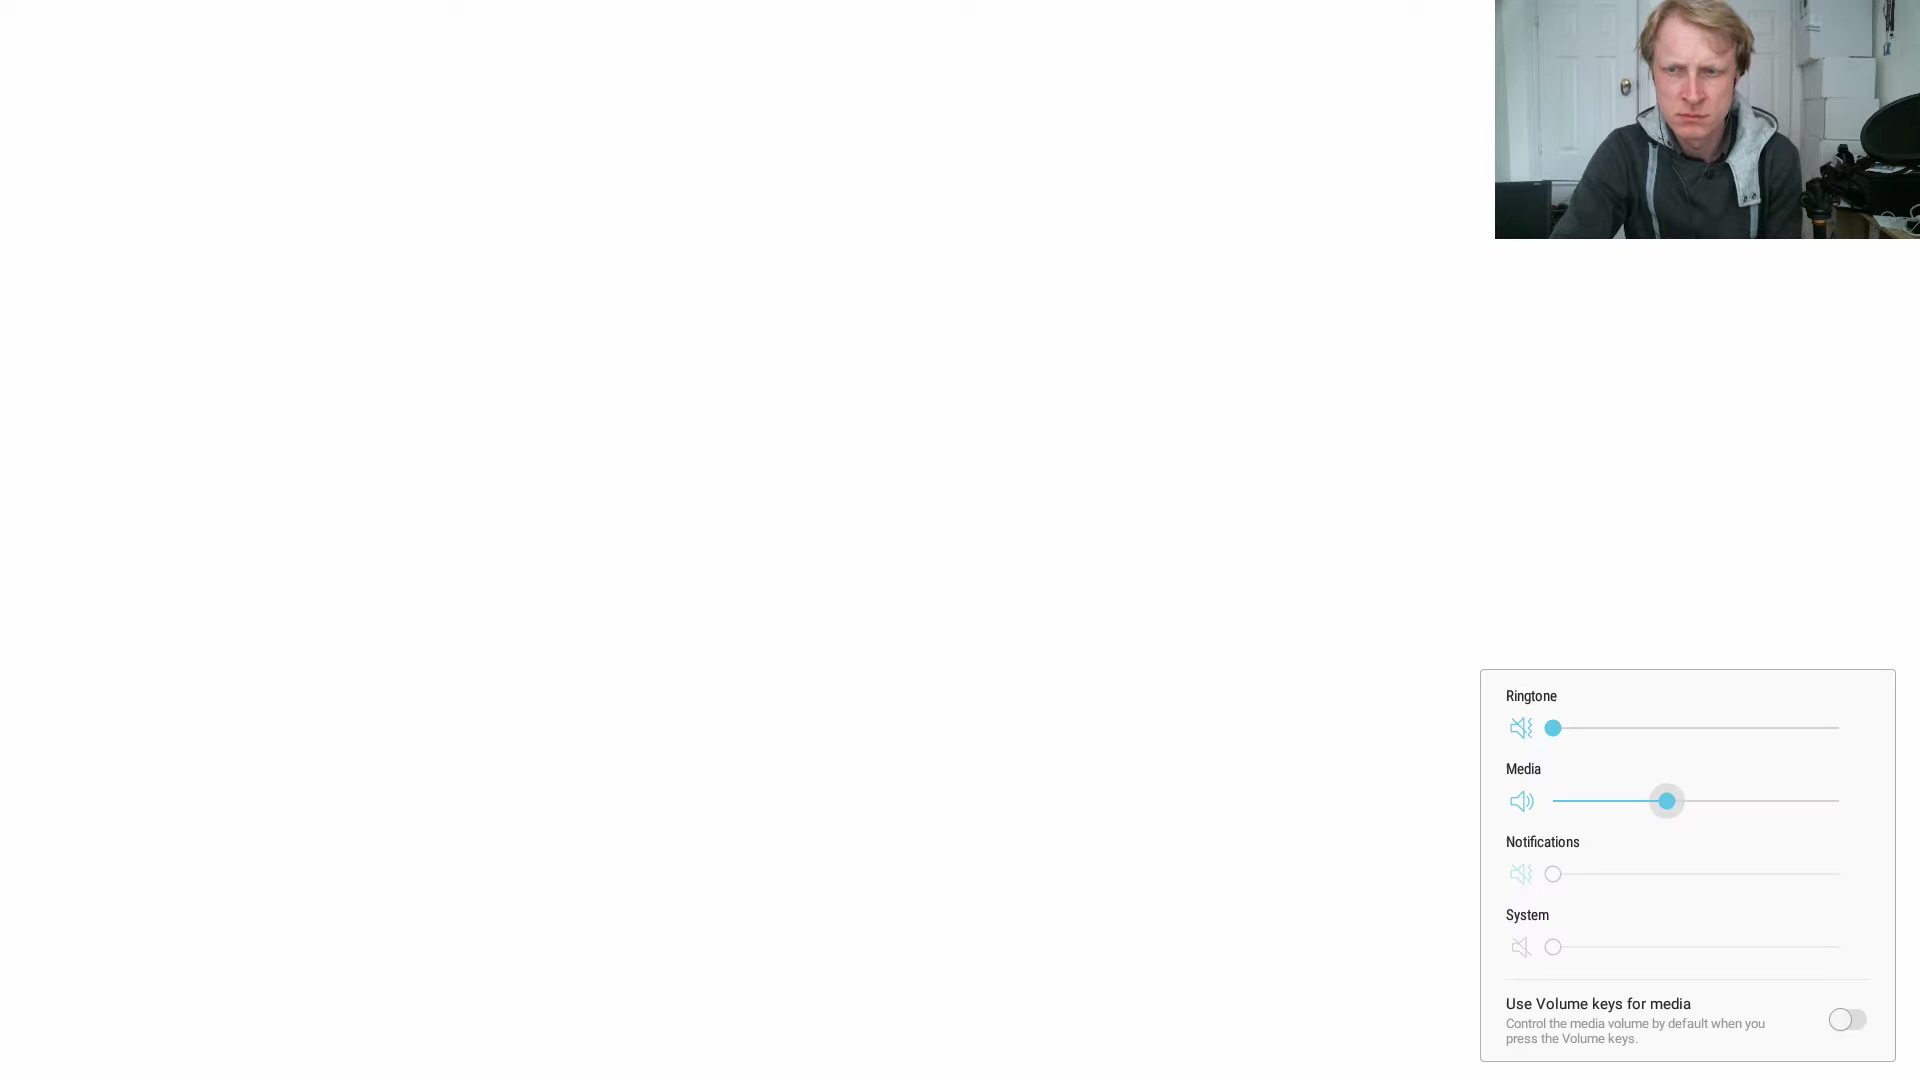 Ringtone
Media
Notifications
System
Use Volume keys for media
Control the media volume by default when you
press the Volume keys.